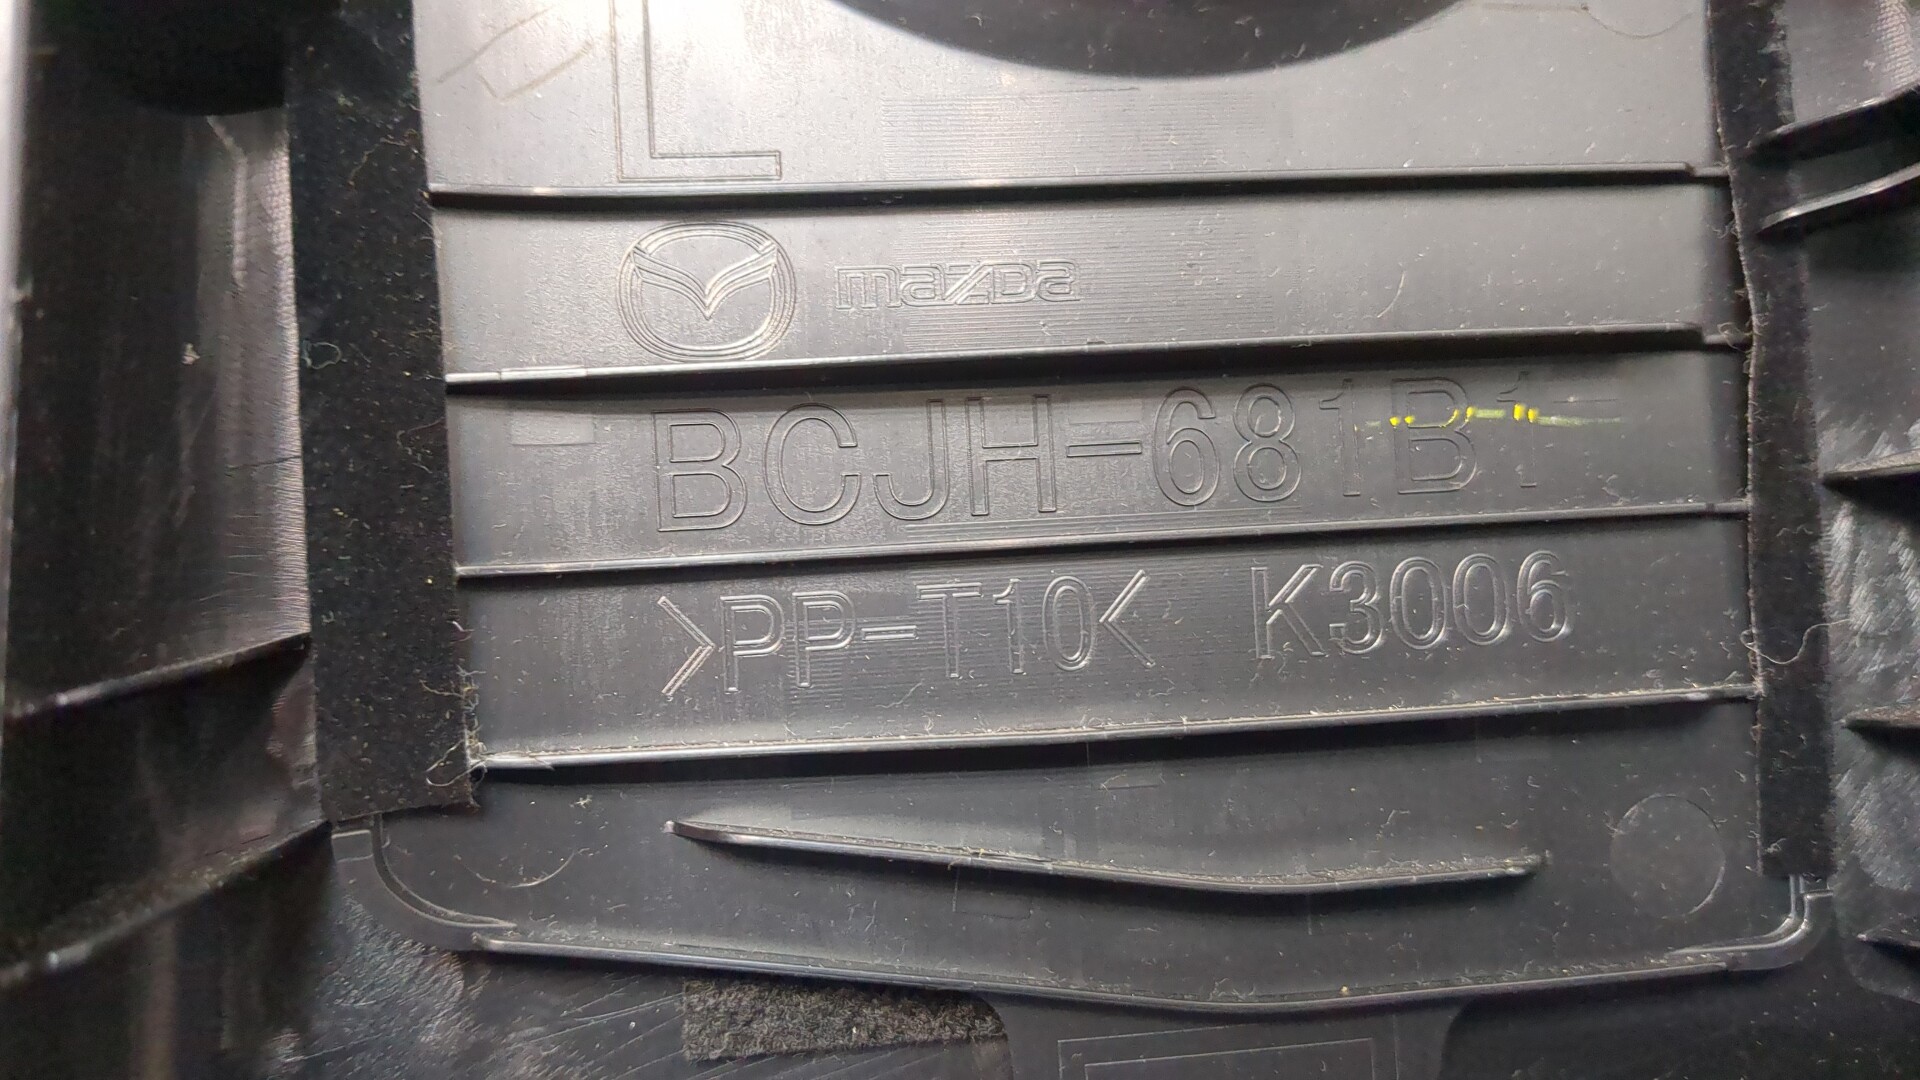 L
mazda
BCJH-681B1-
>PP-T10< K3006